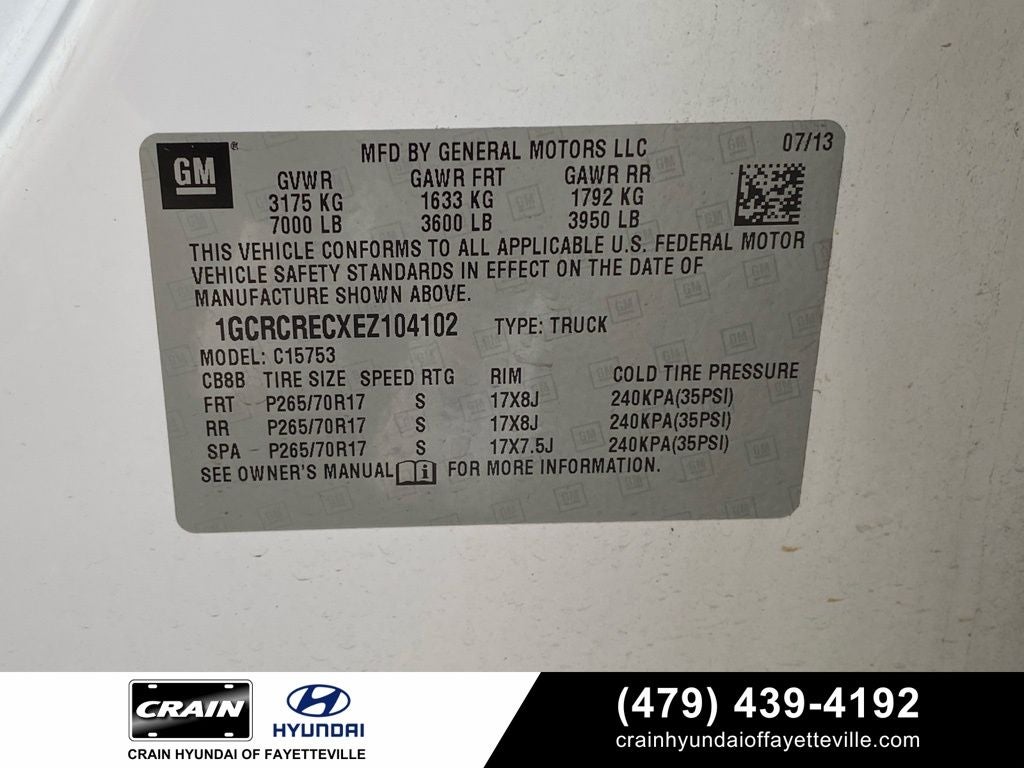 GM
MFD BY GENERAL MOTORS LLC 07/13
GVWR GAWR FRT GAWR RR
3175 KG 1633 KG 1792 KG
7000 LB 3600 LB 3950 LB
THIS VEHICLE CONFORMS TO ALL APPLICABLE U.S. FEDERAL MOTOR
VEHICLE SAFETY STANDARDS IN EFFECT ON THE DATE OF
MANUFACTURE SHOWN ABOVE.
1GCRCRECXEZ104102 TYPE: TRUCK
MODEL: C15753
CB8B TIRE SIZE SPEED RTG RIM COLD TIRE PRESSURE
FRT P265/70R17 S 17X8J 240KPA(35PSI)
RR P265/70R17 S 17X8J 240KPA(35PSI)
SPA P265/70R17 S 17X7.5J 240KPA(35PSI)
SEE OWNER'S MANUAL FOR MORE INFORMATION.
CRAIN HYUNDAI
CRAIN HYUNDAI OF FAYETTEVILLE
(479) 439-4192
crainhyundaioffayetteville.com